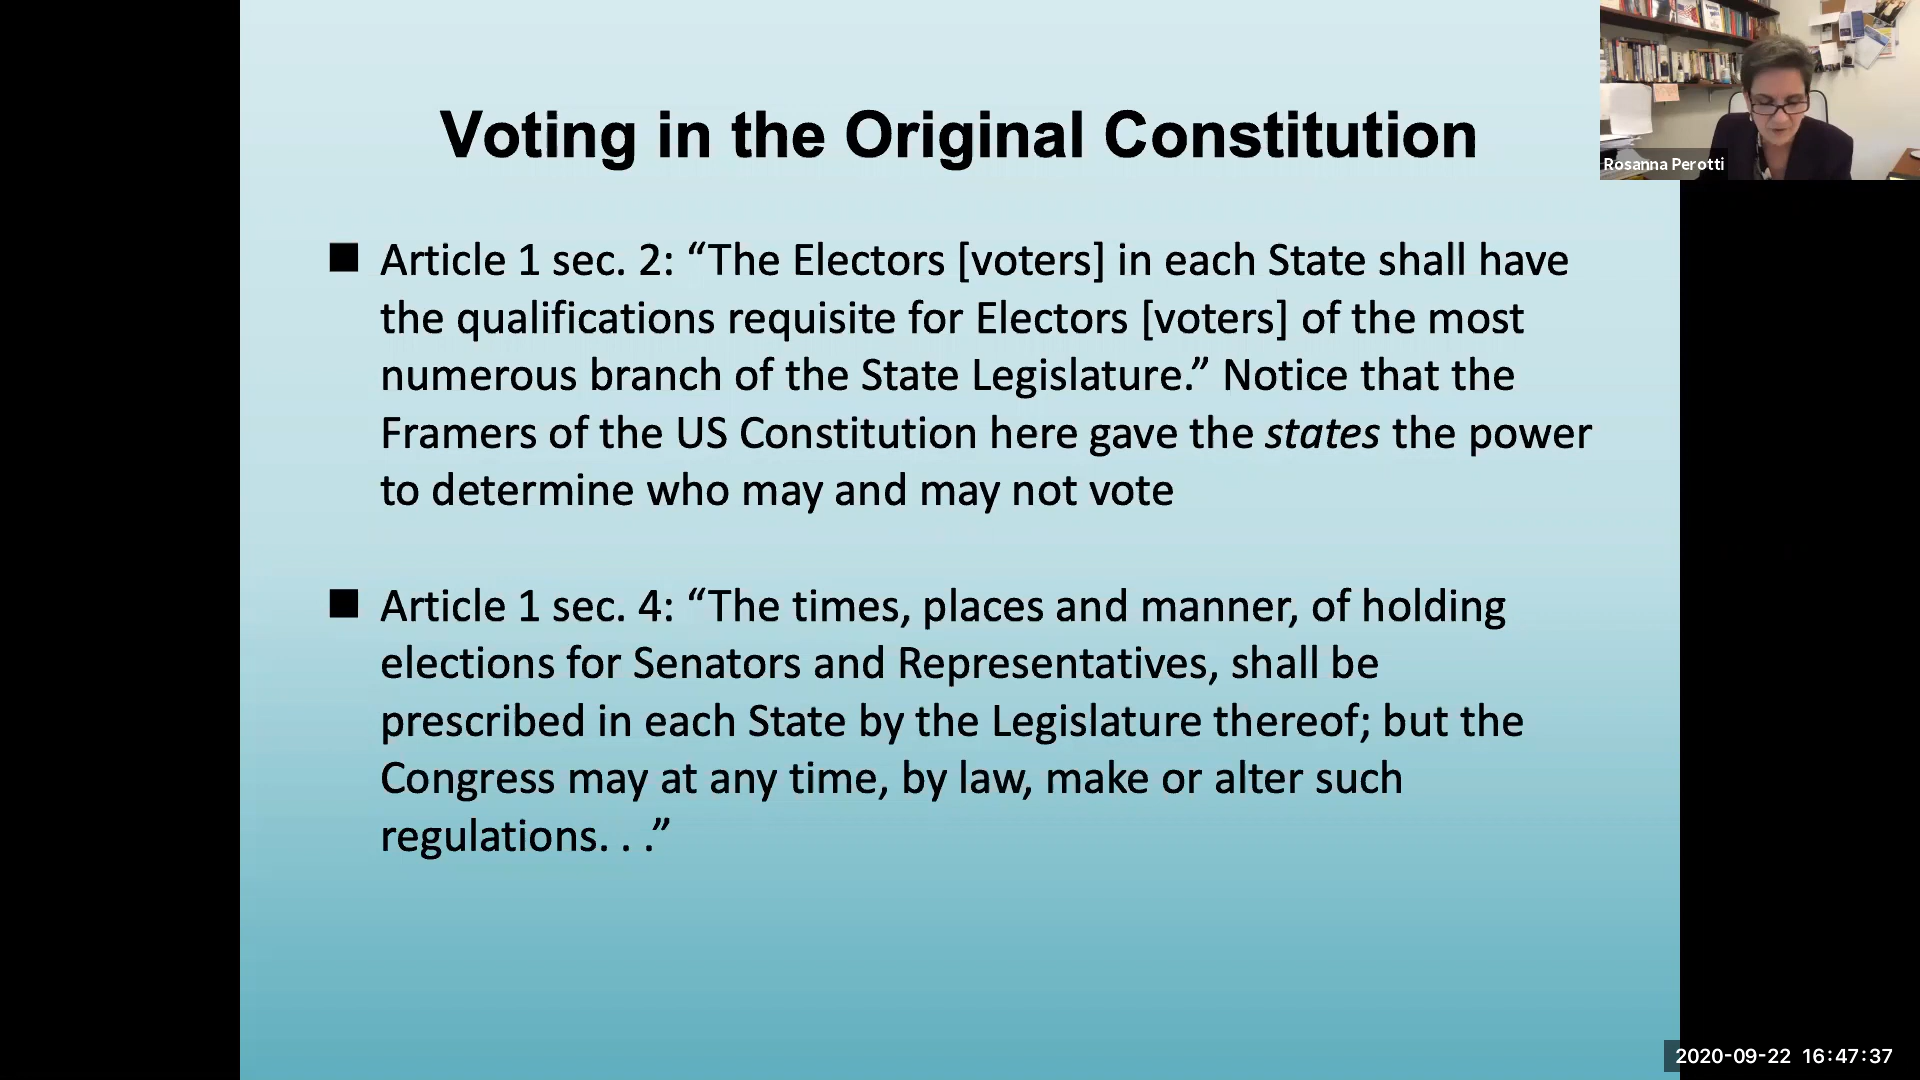 Voting in the Original Constitution
Rosanna Perotti
■ Article 1 sec. 2: “The Electors [voters] in each State shall have
the qualifications requisite for Electors [voters] of the most
numerous branch of the State Legislature.” Notice that the
Framers of the US Constitution here gave the states the power
to determine who may and may not vote
■ Article 1 sec. 4: “The times, places and manner, of holding
elections for Senators and Representatives, shall be
prescribed in each State by the Legislature thereof; but the
Congress may at any time, by law, make or alter such
regulations. . .”
2020-09-22 16:47:37